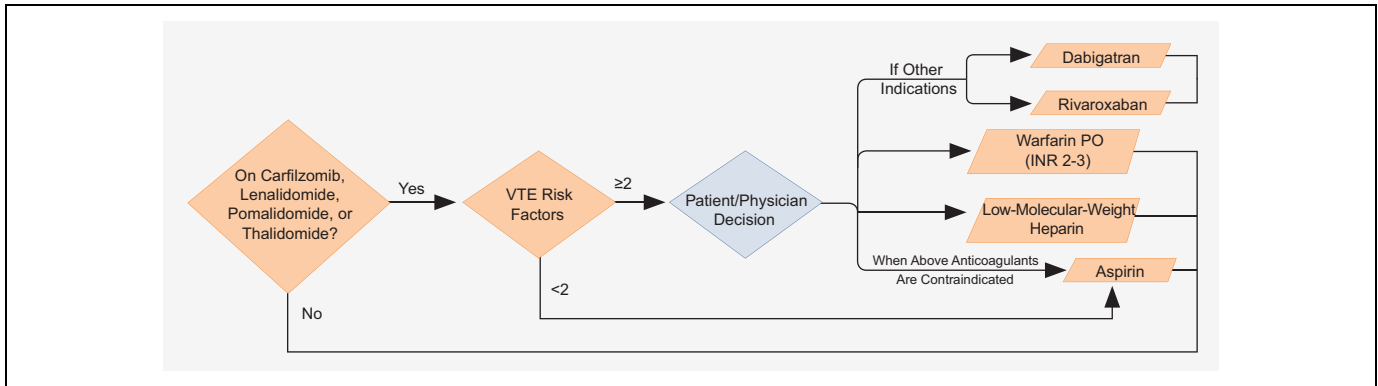 On Carfilzomib,
Lenalidomide,
Pomalidomide, or
Thalidomide?
Yes
No
VTE Risk
Factors
≥2
<2
Patient/Physician
Decision
If Other
Indications
Dabigatran
Rivaroxaban
Warfarin PO
(INR 2-3)
Low-Molecular-Weight
Heparin
When Above Anticoagulants
Are Contraindicated
Aspirin